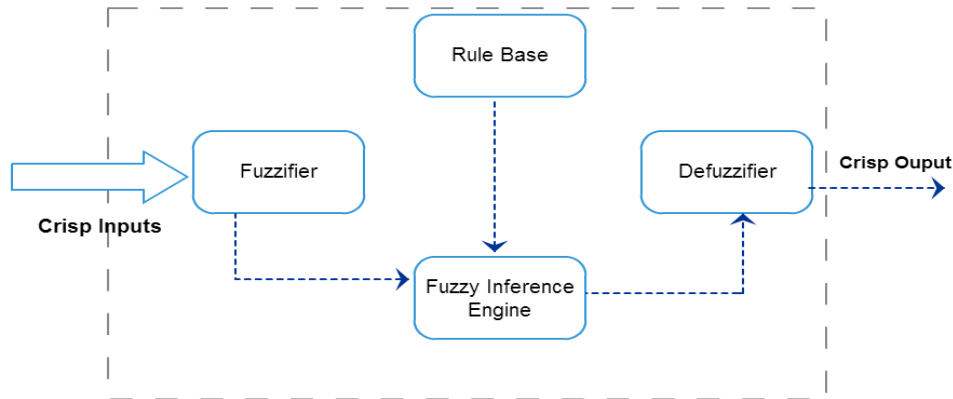 Rule Base
Fuzzifier
Defuzzifier
Crisp Ouput
Crisp Inputs
Fuzzy Inference
Engine